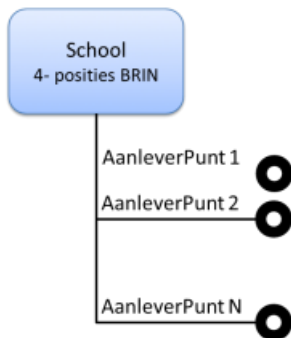 School
4- posities BRIN
AanleverPunt 1
AanleverPunt 2
AanleverPunt N